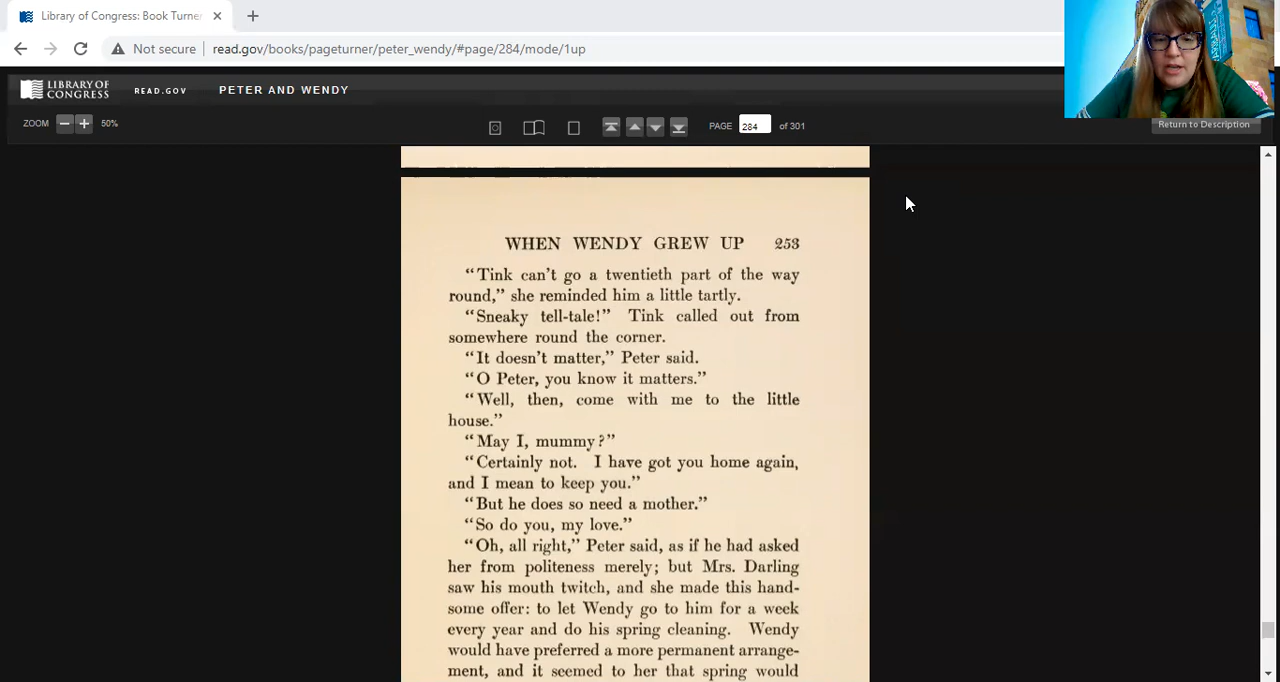 Library of Congress: Book Turner
Not secure
read.gov/books/pageturner/peter_wendy/#page/284/mode/1up
LIBRARY OF
CONGRESS
READ.GOV
PETER AND WENDY
ZOOM
50%
PAGE 284 of 301
Return to Description
WHEN WENDY GREW UP 253
“Tink can’t go a twentieth part of the way
round,” she reminded him a little tartly.
“Sneaky tell-tale!” Tink called out from
somewhere round the corner.
“It doesn’t matter,” Peter said.
“O Peter, you know it matters.”
“Well, then, come with me to the little
house.”
“May I, mummy?”
“Certainly not. I have got you home again,
and I mean to keep you.”
“But he does so need a mother.”
“So do you, my love.”
“Oh, all right,” Peter said, as if he had asked
her from politeness merely; but Mrs. Darling
saw his mouth twitch, and she made this hand-
some offer: to let Wendy go to him for a week
every year and do his spring cleaning. Wendy
would have preferred a more permanent arrange-
ment, and it seemed to her that spring would